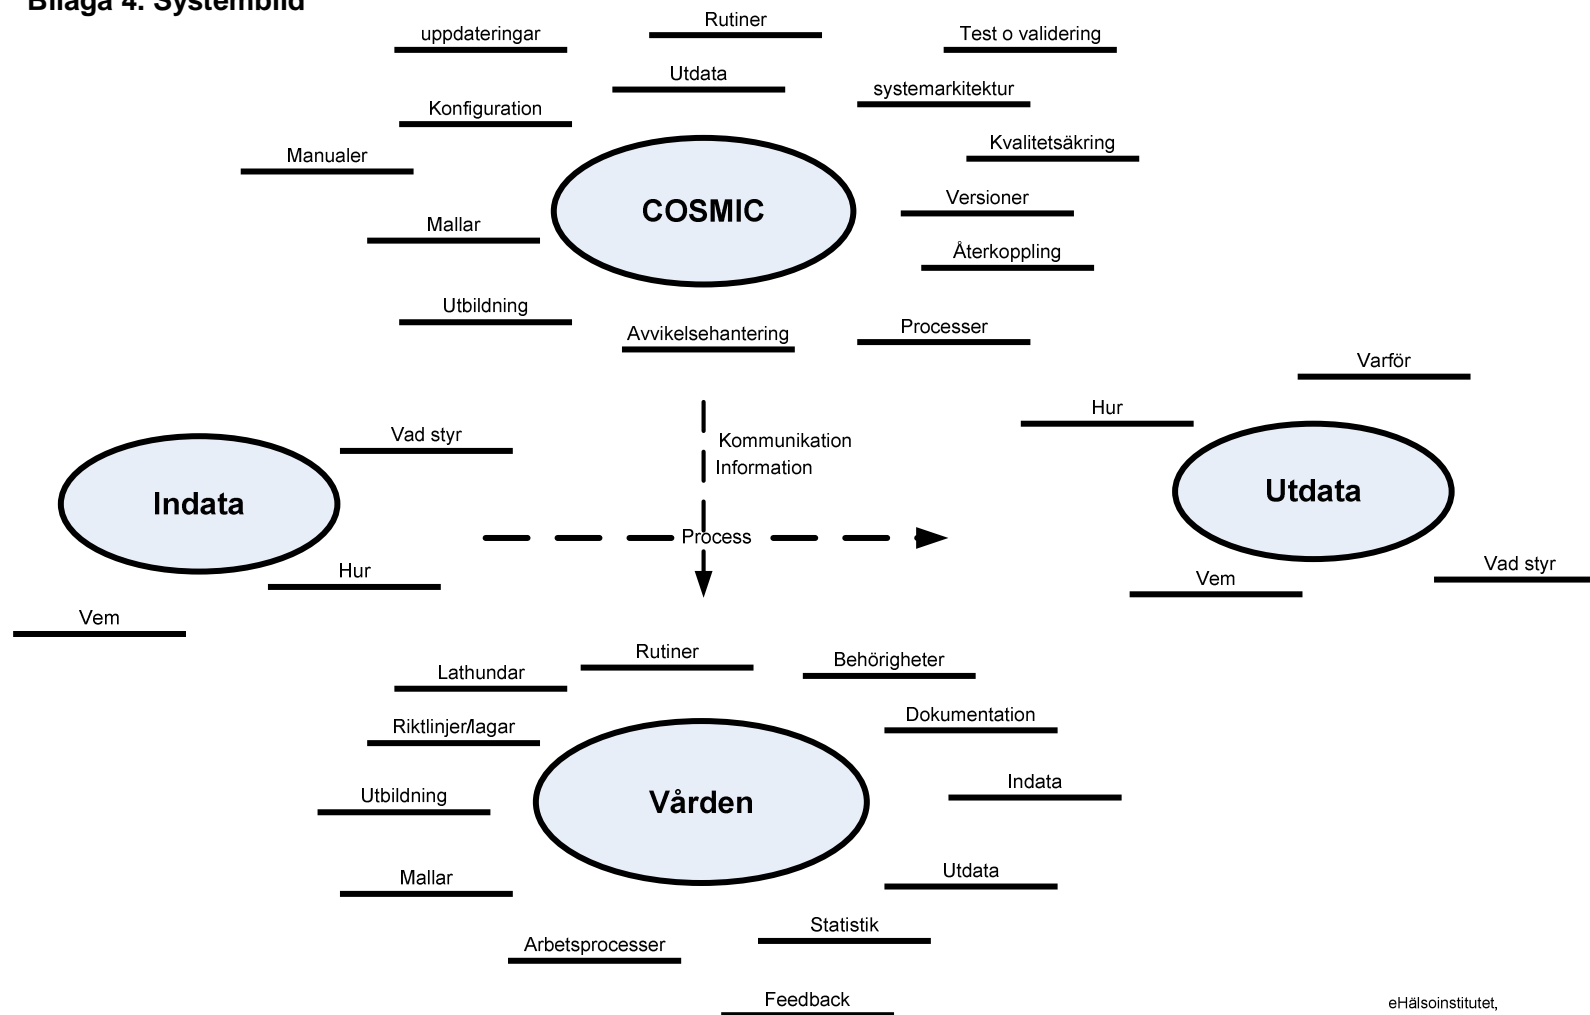 Bilaga 4. Systembild
Rutiner
uppdateringar
Test o validering
Utdata
systemarkitektur
Konfiguration
Kvalitetsäkring
Manualer
Versioner
COSMIC
Mallar
Återkoppling
Utbildning
Processer
Avvikelsehantering
Varför
Hur
Vad styr
Kommunikation
Information
Utdata
Indata
Process
Vad styr
Hur
Vem
Vem
Rutiner
Behörigheter
Lathundar
Dokumentation
Riktlinjer/lagar
Indata
Utbildning
Vården
Utdata
Mallar
Statistik
Arbetsprocesser
Feedback
eHälsoinstitutet,